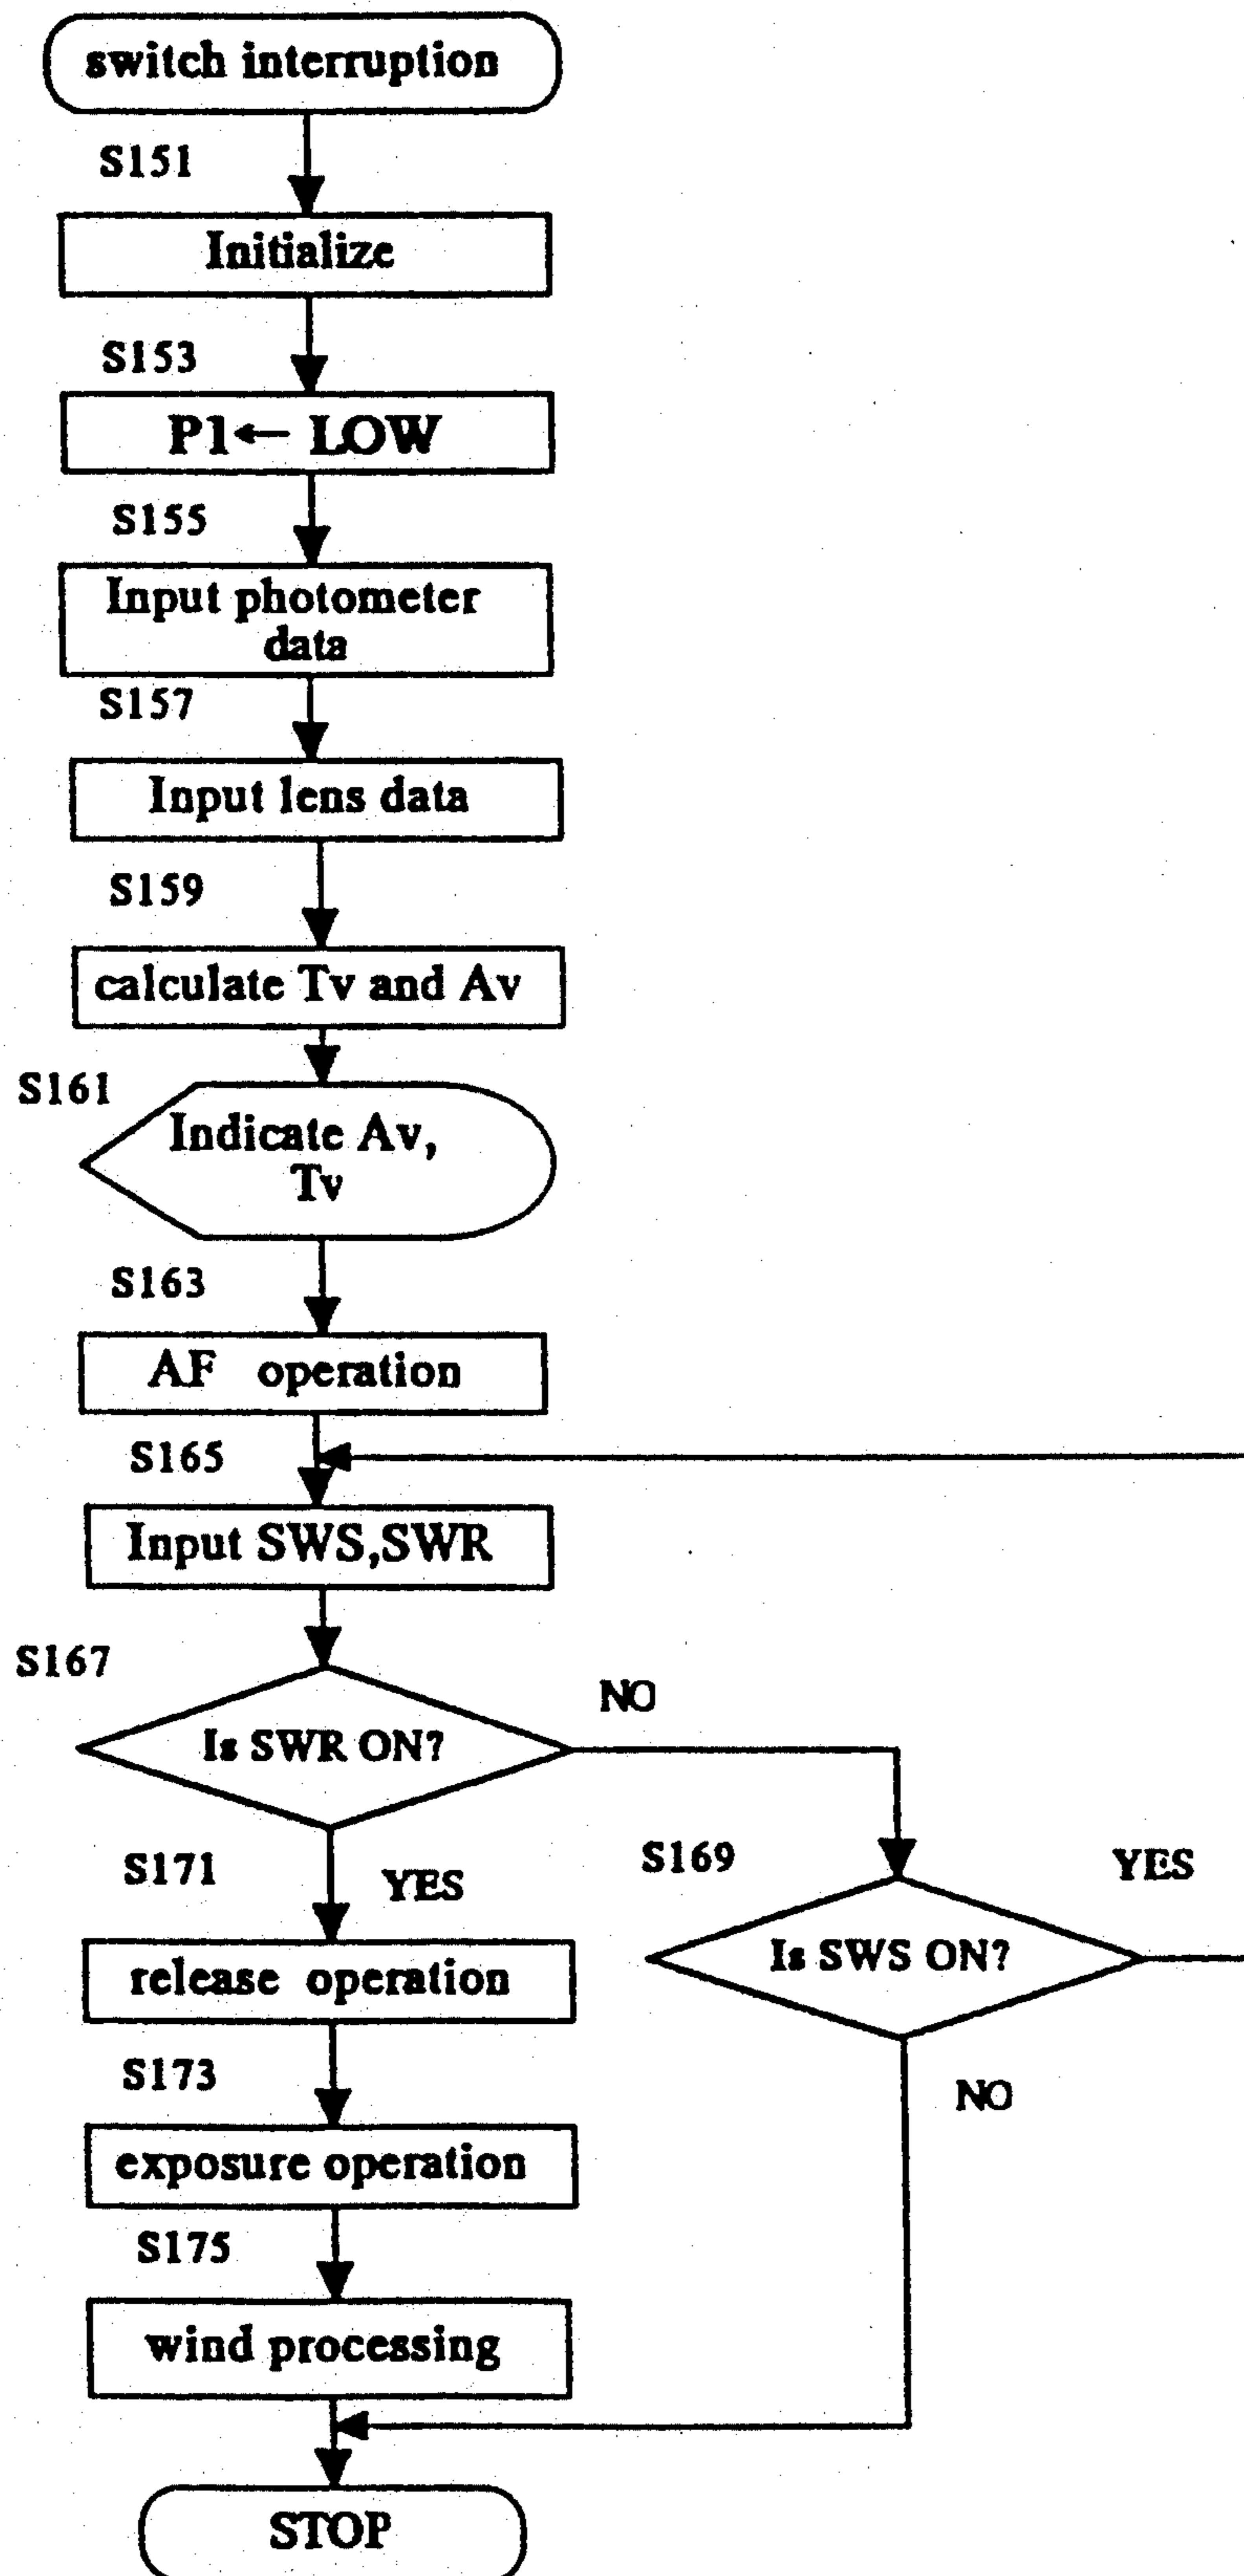 switch interruption
S151
Initialize
S153
P1← LOW
S155
Input photometer
data
S157
Input lens data
S159
calculate Tv and Av
S161
Indicate Av,
Tv
S163
AF operation
S165
Input SWS,SWR
S167
Is SWR ON?
NO
S171
YES
S169
YES
release operation
Is SWS ON?
S173
NO
exposure operation
S175
wind processing
STOP